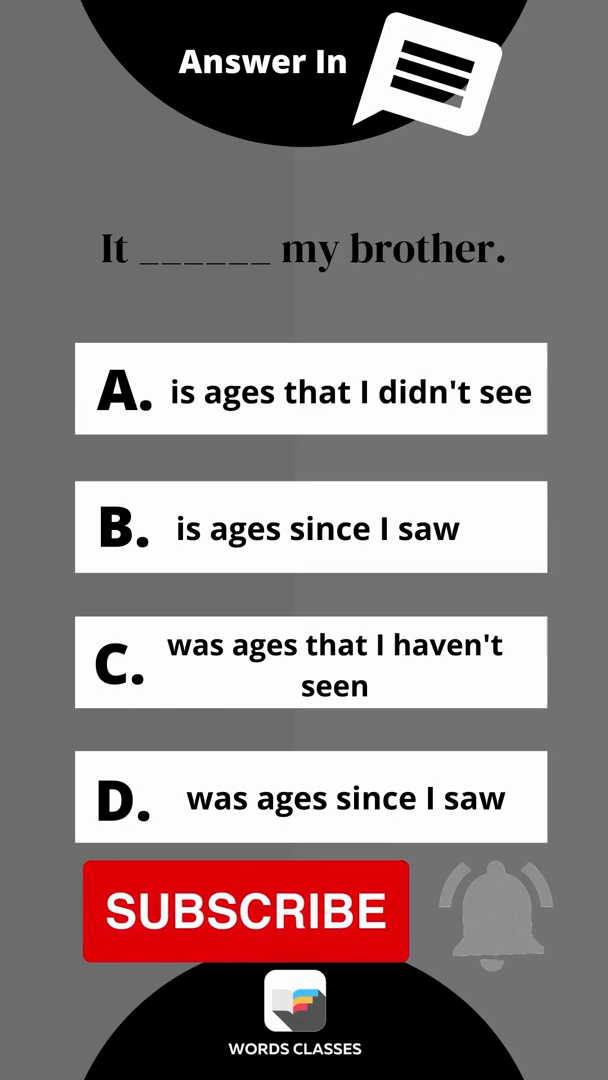 Answer In
It ______ my brother.
A. is ages that I didn't see
B. is ages since I saw
C. was ages that I haven't
seen
D. was ages since I saw
SUBSCRIBE
WORDS CLASSES